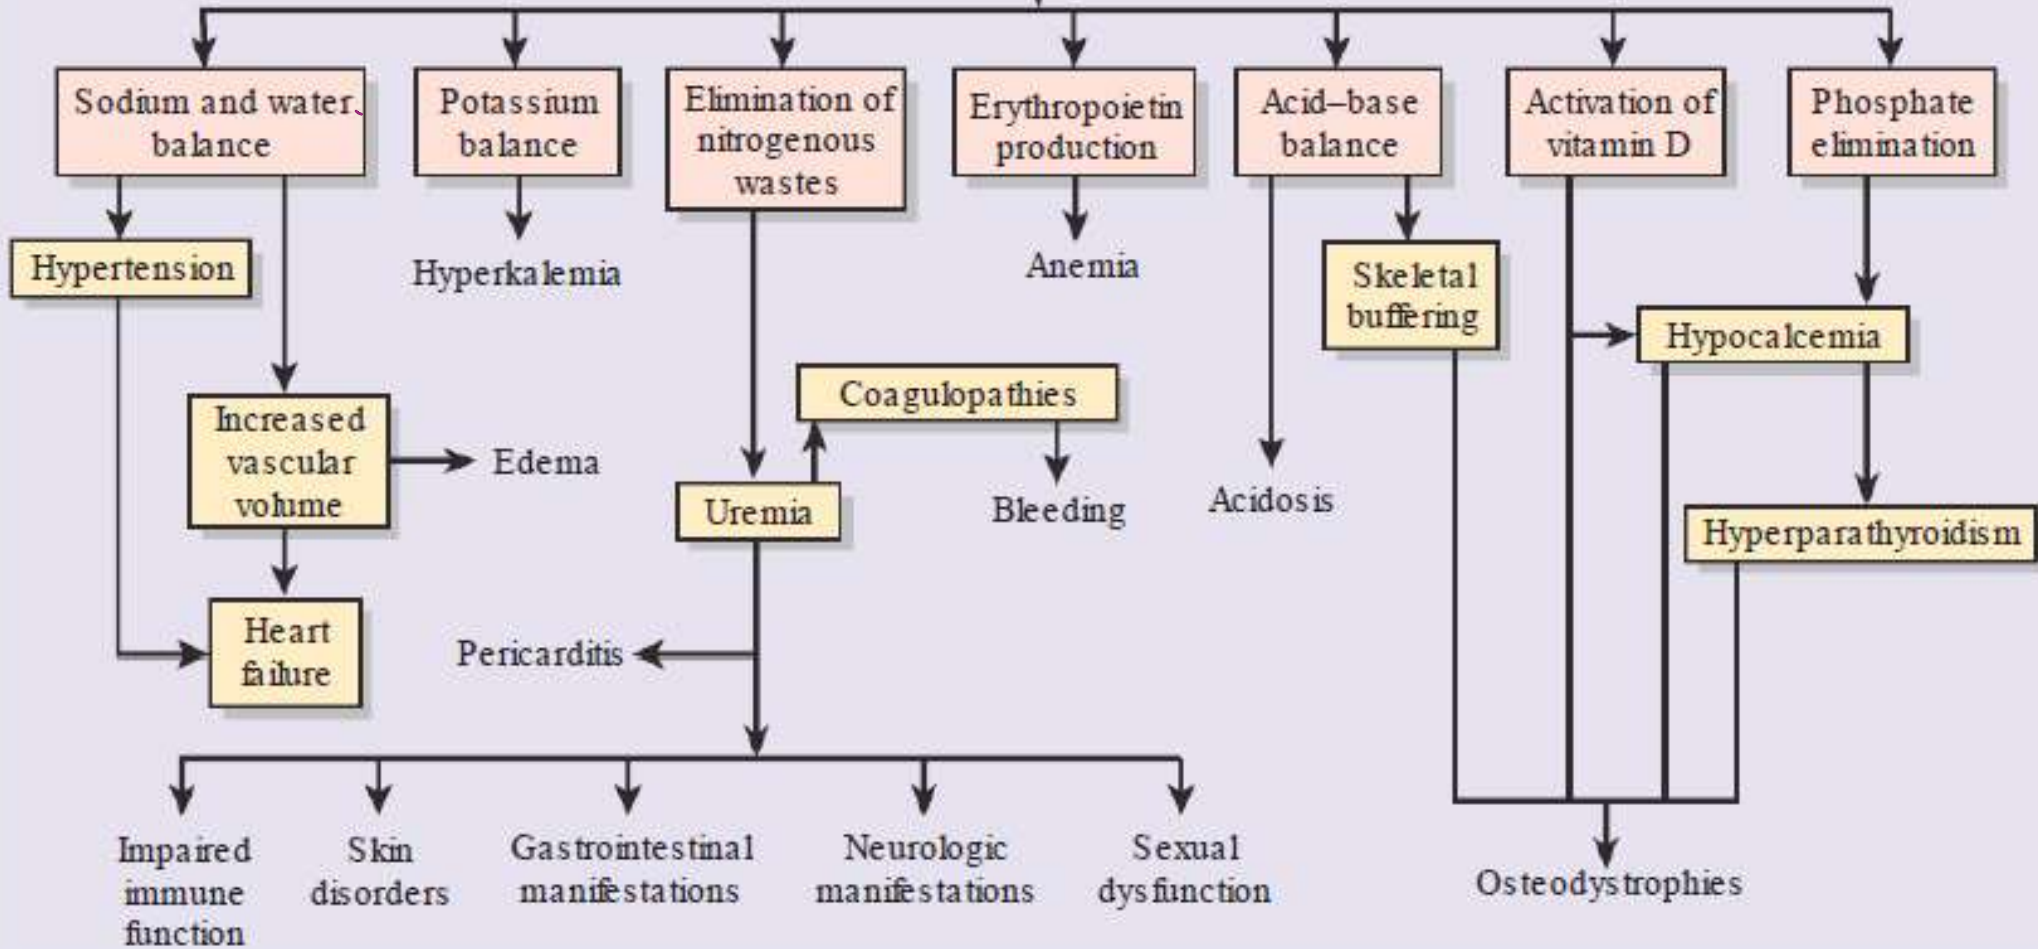 Sodium and water
balance
Potassium
balance
Elimination of
nitrogenous
wastes
Erythropoietin
production
Acid–base
balance
Activation of
vitamin D
Phosphate
elimination
Hypertension
Hyperkalemia
Anemia
Skeletal
buffering
Hypocalcemia
Increased
vascular
volume
Edema
Coagulopathies
Uremia
Bleeding
Acidosis
Hyperparathyroidism
Heart
failure
Pericarditis
Impaired
immune
function
Skin
disorders
Gastrointestinal
manifestations
Neurologic
manifestations
Sexual
dysfunction
Osteodystrophies